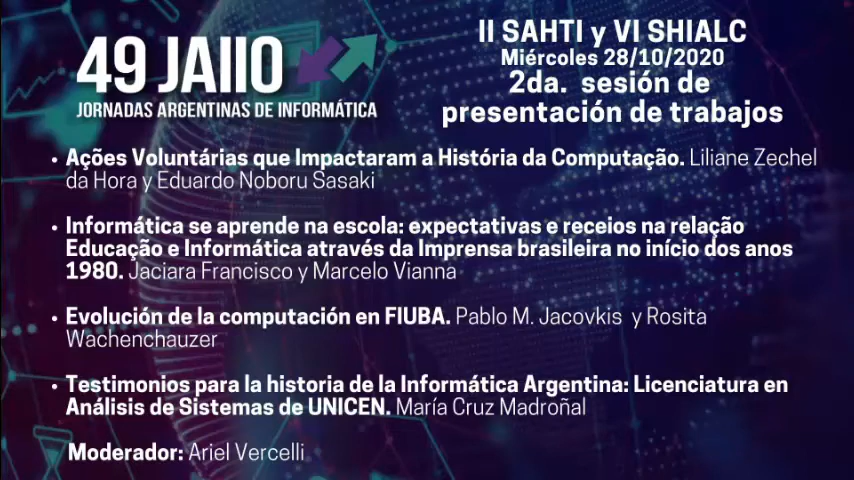 49 JAIIO
JORNADAS ARGENTINAS DE INFORMÁTICA
II SAHTI y VI SHIALC
Miércoles 28/10/2020
2da. sesión de
presentación de trabajos
• Ações Voluntárias que Impactaram a História da Computação. Liliane Zechel
da Hora y Eduardo Noboru Sasaki
• Informática se aprende na escola: expectativas e receios na relação
Educação e Informática através da Imprensa brasileira no início dos anos
1980. Jaciara Francisco y Marcelo Vianna
• Evolución de la computación en FIUBA. Pablo M. Jacovkis y Rosita
Wachenchauzer
• Testimonios para la historia de la Informática Argentina: Licenciatura en
Análisis de Sistemas de UNICEN. María Cruz Madroñal
Moderador: Ariel Vercelli